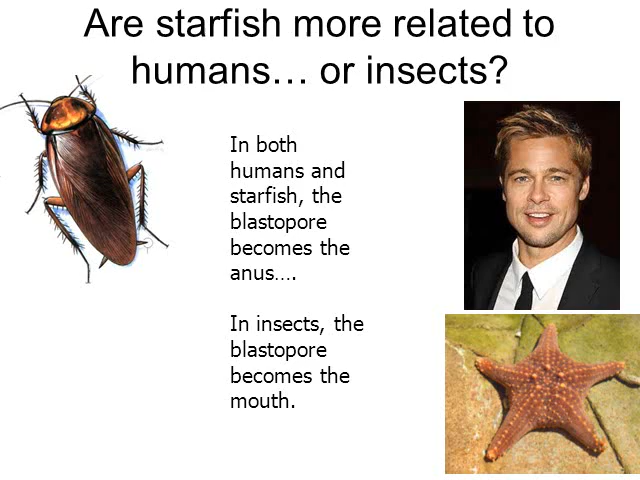 Are starfish more related to
humans… or insects?
In both
humans and
starfish, the
blastopore
becomes the
anus….
In insects, the
blastopore
becomes the
mouth.